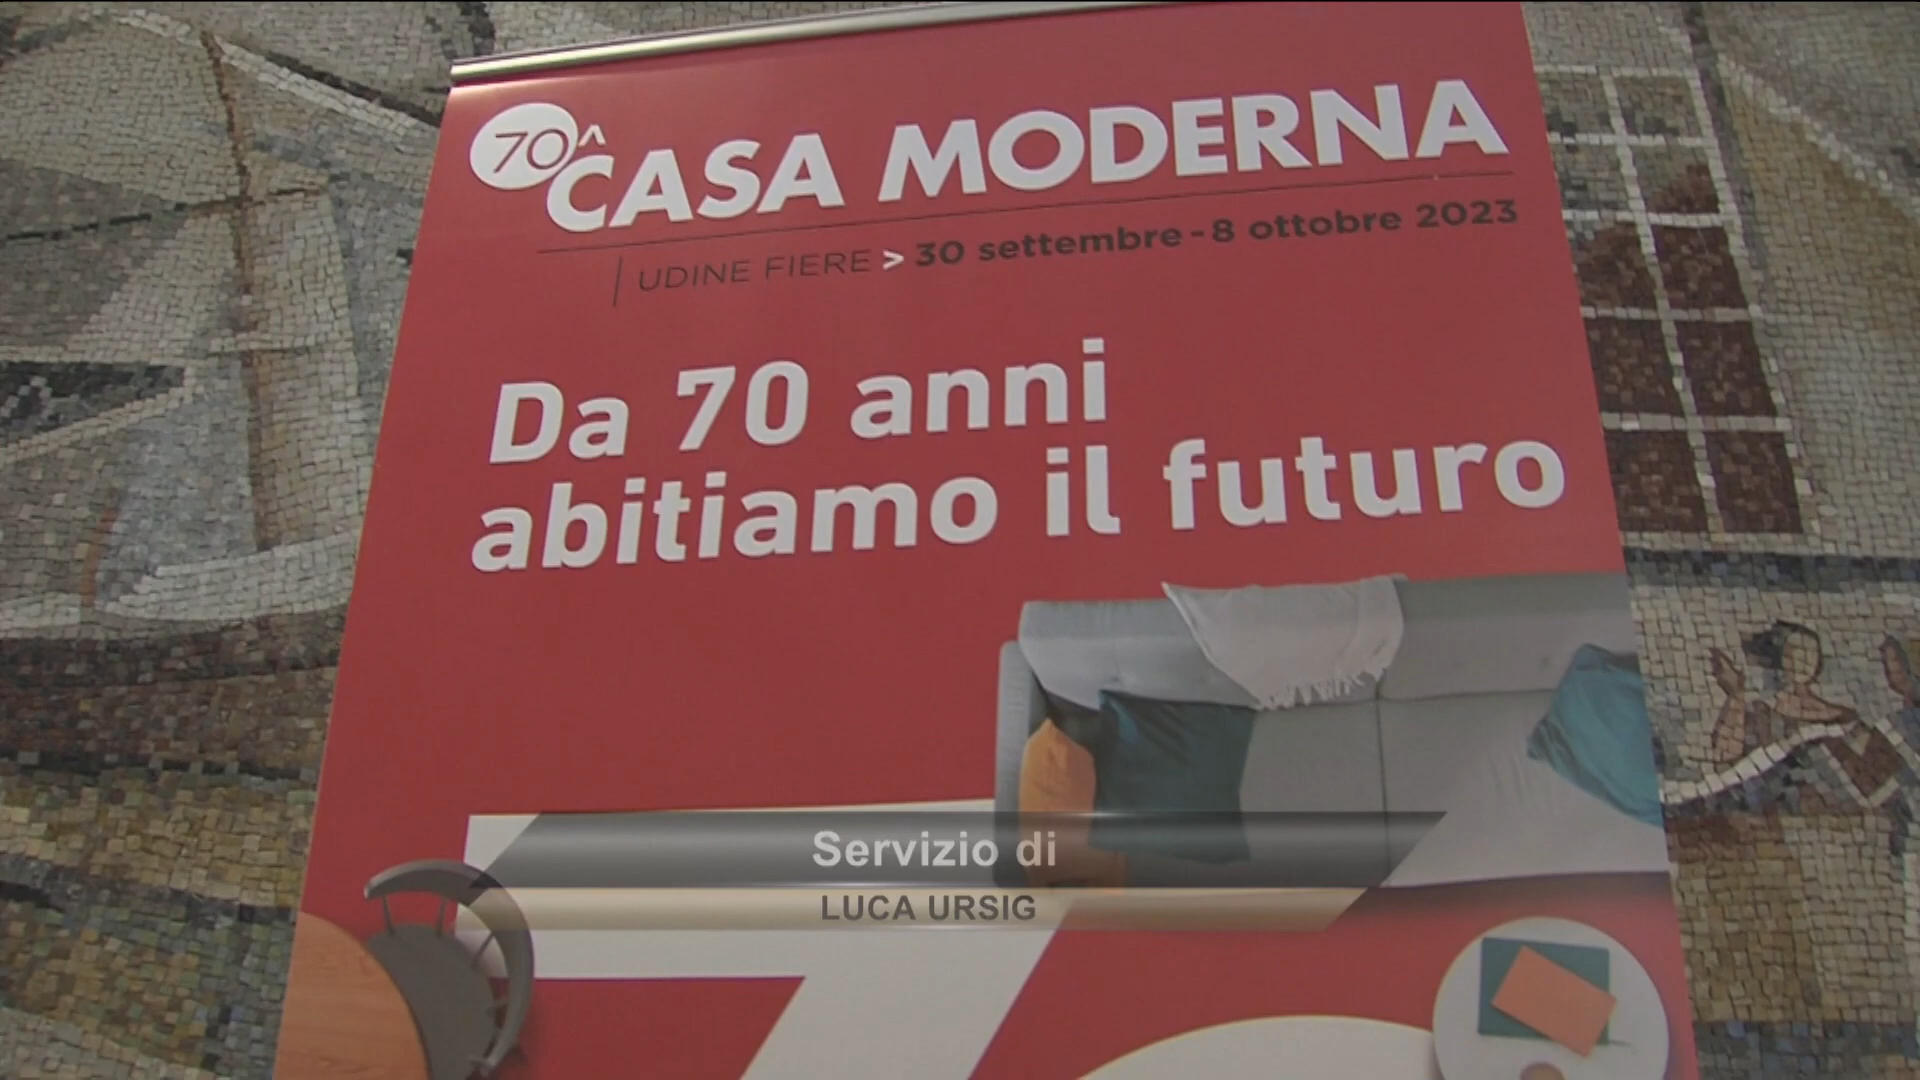 70^ CASA MODERNA
UDINE FIERE > 30 settembre - 8 ottobre 2023
Da 70 anni
abitiamo il futuro
Servizio di
LUCA URSIG